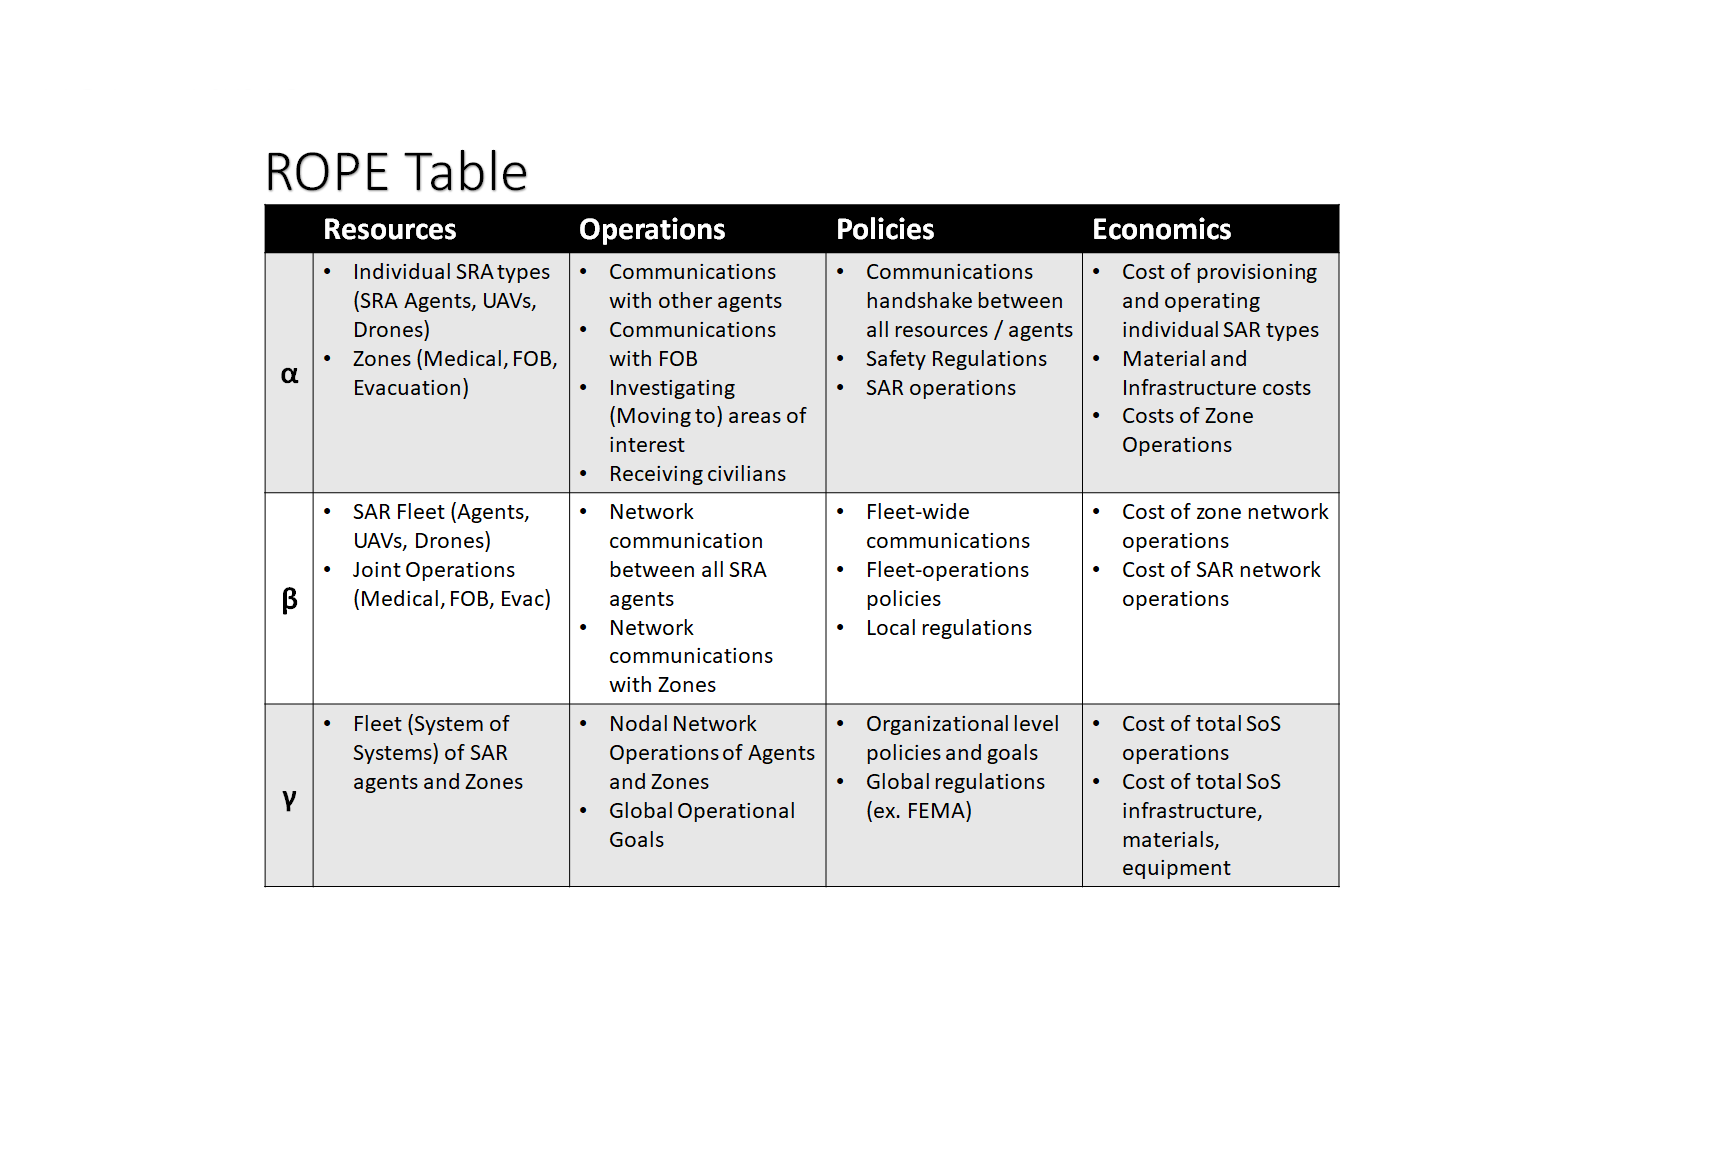 ROPE Table
Resources
Operations
Policies
Economics
α
• Individual SRA types
(SRA Agents, UAVs,
Drones)
• Zones (Medical, FOB,
Evacuation)
• Communications
with other agents
• Communications
with FOB
• Investigating
(Moving to) areas of
interest
• Receiving civilians
• Communications
handshake between
all resources / agents
• Safety Regulations
• SAR operations
• Cost of provisioning
and operating
individual SAR types
• Material and
Infrastructure costs
• Costs of Zone
Operations
β
• SAR Fleet (Agents,
UAVs, Drones)
• Joint Operations
(Medical, FOB, Evac)
• Network
communication
between all SRA
agents
• Network
communications
with Zones
• Fleet-wide
communications
• Fleet-operations
policies
• Local regulations
• Cost of zone network
operations
• Cost of SAR network
operations
γ
• Fleet (System of
Systems) of SAR
agents and Zones
• Nodal Network
Operations of Agents
and Zones
• Global Operational
Goals
• Organizational level
policies and goals
• Global regulations
(ex. FEMA)
• Cost of total SoS
operations
• Cost of total SoS
infrastructure,
materials,
equipment